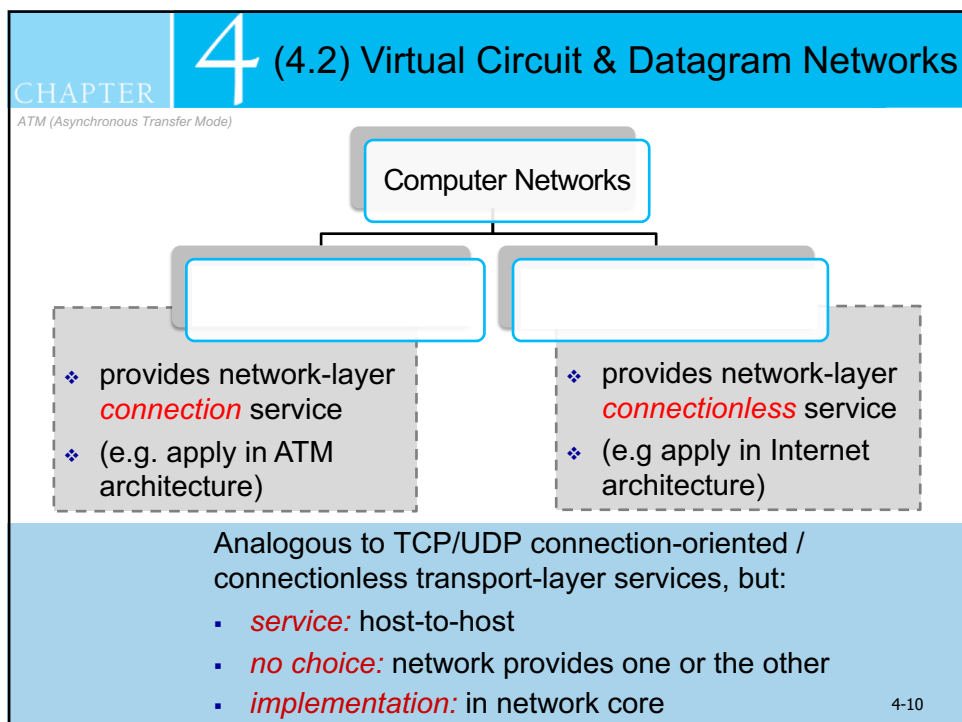 CHAPTER 4 (4.2) Virtual Circuit & Datagram Networks
ATM (Asynchronous Transfer Mode)
Computer Networks
❖ provides network-layer
connection service
❖ (e.g. apply in ATM
architecture)
❖ provides network-layer
connectionless service
❖ (e.g apply in Internet
architecture)
Analogous to TCP/UDP connection-oriented /
connectionless transport-layer services, but:
▪ service: host-to-host
▪ no choice: network provides one or the other
▪ implementation: in network core
4-10